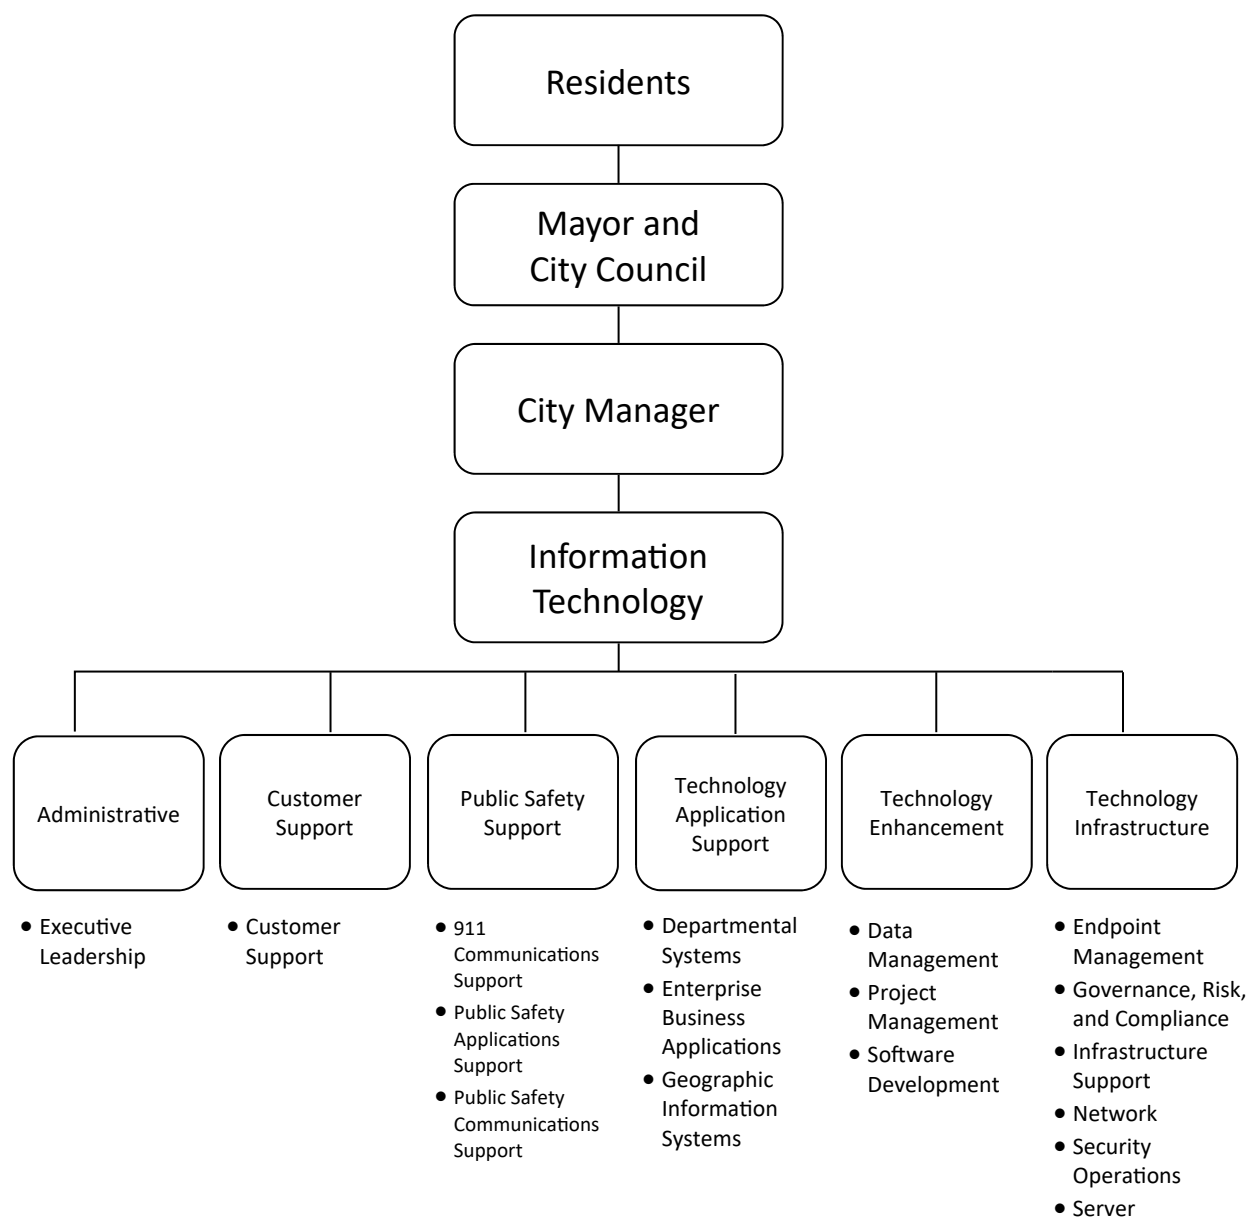 Residents
Mayor and
City Council
City Manager
Information
Technology
Administrative
Customer
Support
Public Safety
Support
Technology
Application
Support
Technology
Enhancement
Technology
Infrastructure
• Executive
Leadership
• Customer
Support
• 911
Communications
Support
• Public Safety
Applications
Support
• Public Safety
Communications
Support
• Departmental
Systems
• Enterprise
Business
Applications
• Geographic
Information
Systems
• Data
Management
• Project
Management
• Software
Development
• Endpoint
Management
• Governance, Risk,
and Compliance
• Infrastructure
Support
• Network
• Security
Operations
• Server